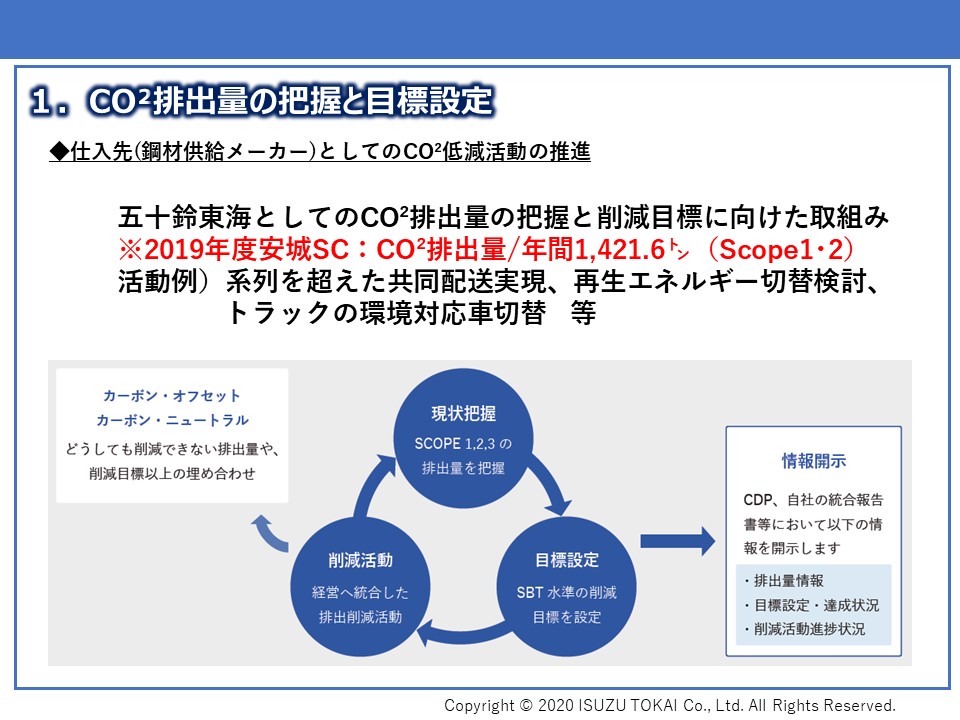 １．CO²排出量の把握と目標設定
◆仕入先(鋼材供給メーカー)としてのCO²低減活動の推進
五十鈴東海としてのCO²排出量の把握と削減目標に向けた取組み
※2019年度安城SC：CO²排出量/年間1,421.6㌧（Scope1･2）
活動例）系列を超えた共同配送実現、再生エネルギー切替検討、
トラックの環境対応車切替　等
カーボン・オフセット
カーボン・ニュートラル
どうしても削減できない排出量や、
削減目標以上の埋め合わせ
現状把握
SCOPE 1,2,3 の
排出量を把握
削減活動
経営へ統合した
排出削減活動
目標設定
SBT 水準の削減
目標を設定
情報開示
CDP、自社の統合報告
書等において以下の情
報を開示します
・排出量情報
・目標設定・達成状況
・削減活動進捗状況
Copyright © 2020 ISUZU TOKAI Co., Ltd. All Rights Reserved.